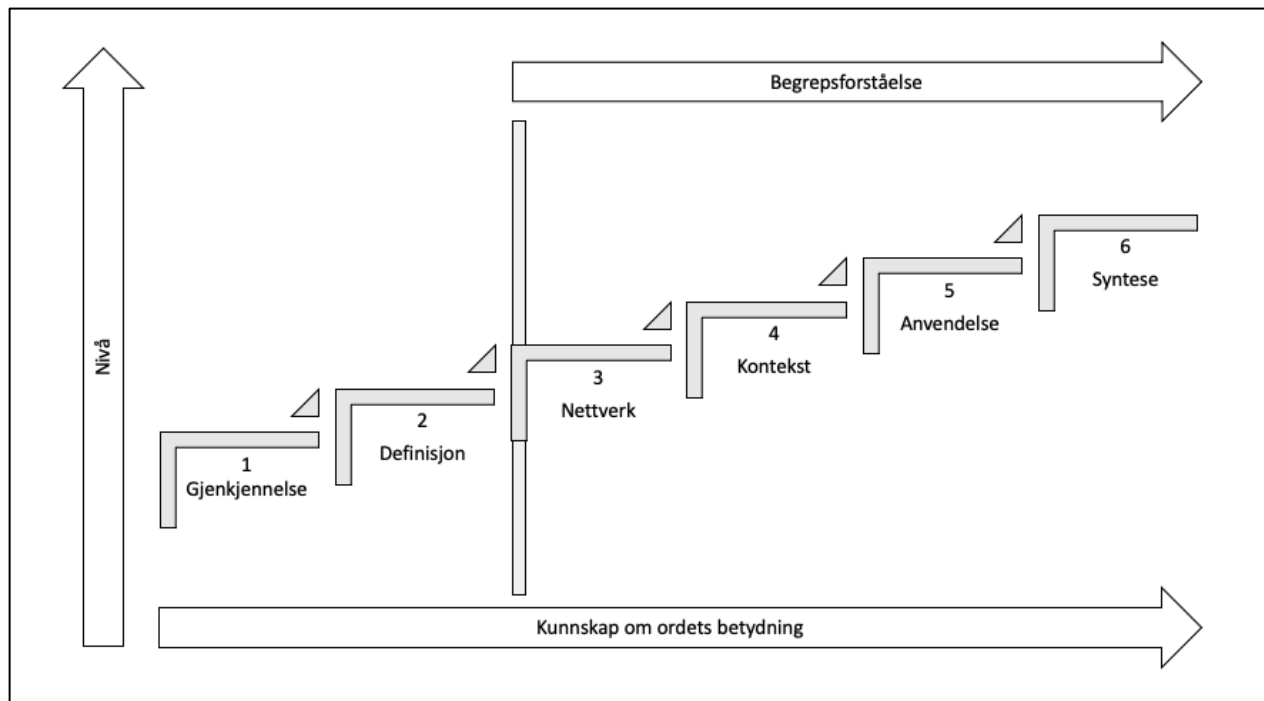 Begrepsforståelse
6
Syntese
5
Anvendelse
4
Kontekst
3
Nettverk
2
Definisjon
1
Gjenkjennelse
Nivå
Kunnskap om ordets betydning